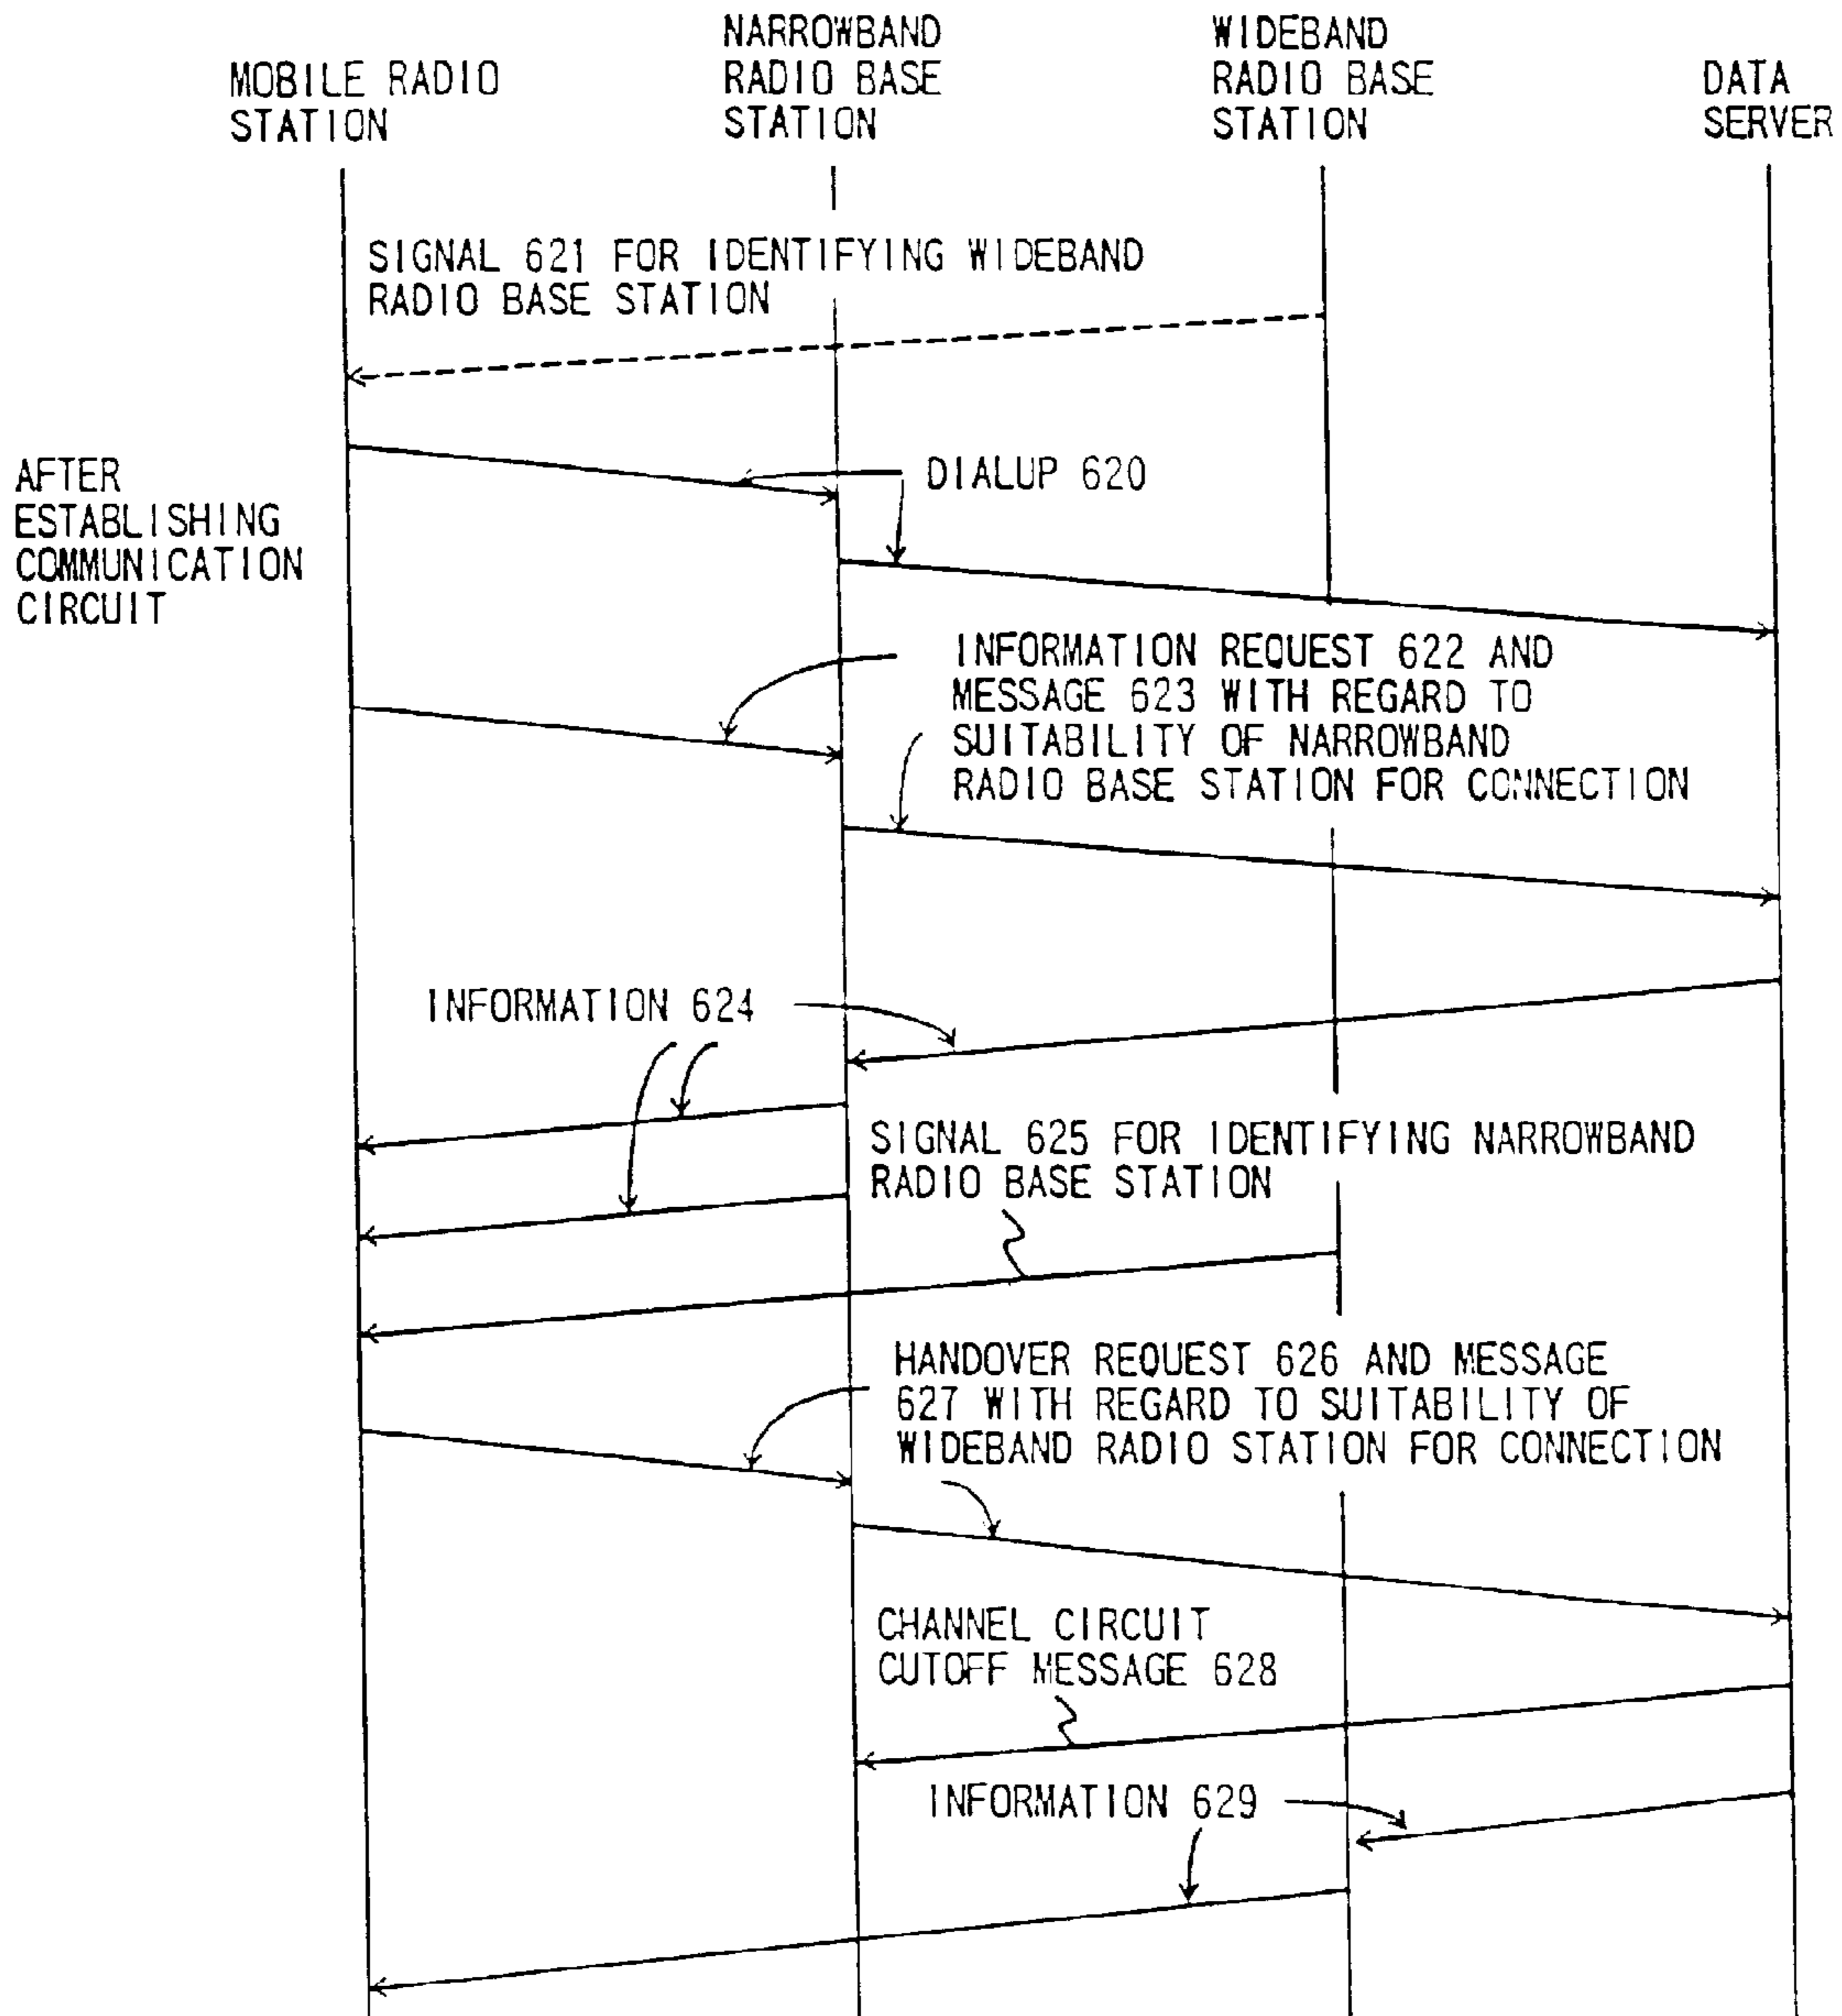 MOBILE RADIO
STATION
NARROWBAND
RADIO BASE
STATION
WIDEBAND
RADIO BASE
STATION
DATA
SERVER
SIGNAL 621 FOR IDENTIFYING WIDEBAND
RADIO BASE STATION
AFTER
ESTABLISHING
COMMUNICATION
CIRCUIT
DIALUP 620
INFORMATION REQUEST 622 AND
MESSAGE 623 WITH REGARD TO
SUITABILITY OF NARROWBAND
RADIO BASE STATION FOR CONNECTION
INFORMATION 624
SIGNAL 625 FOR IDENTIFYING NARROWBAND
RADIO BASE STATION
HANDOVER REQUEST 626 AND MESSAGE
627 WITH REGARD TO SUITABILITY OF
WIDEBAND RADIO STATION FOR CONNECTION
CHANNEL CIRCUIT
CUTOFF MESSAGE 628
INFORMATION 629